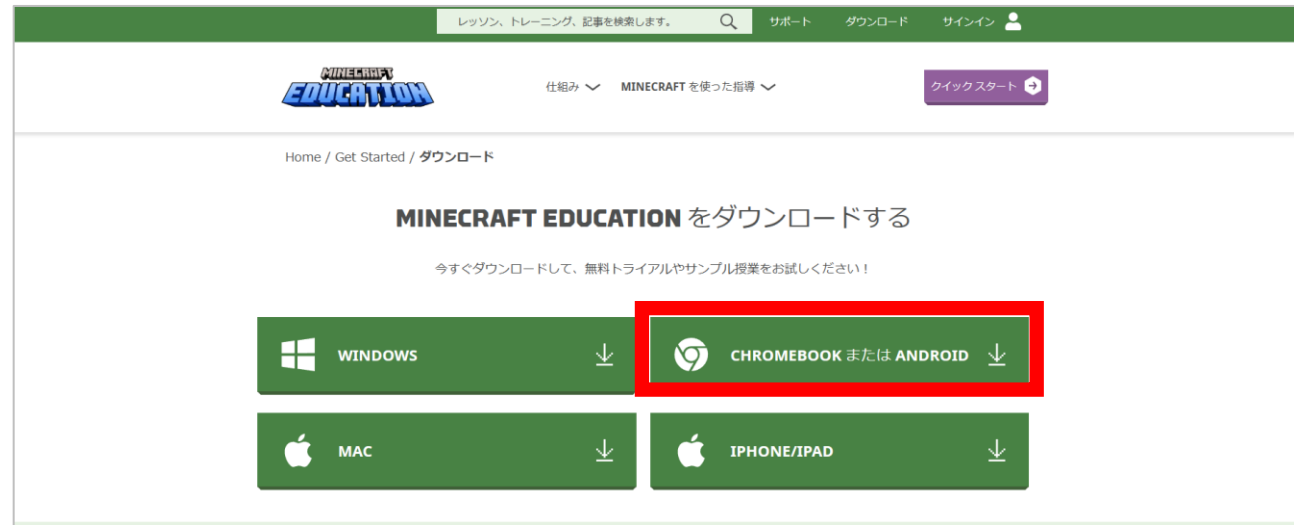 レッソン、トレーニング、記事を検索します。 サポート ダウンロード サインイン
MINECRAFT
EDUCATION
仕組み MINECRAFT を使った指導 クイック スタート
Home / Get Started / ダウンロード
MINECRAFT EDUCATION をダウンロードする
今すぐダウンロードして、無料トライアルやサンプル授業をお試しください！
WINDOWS
CHROMEBOOK または ANDROID
MAC
IPHONE/IPAD